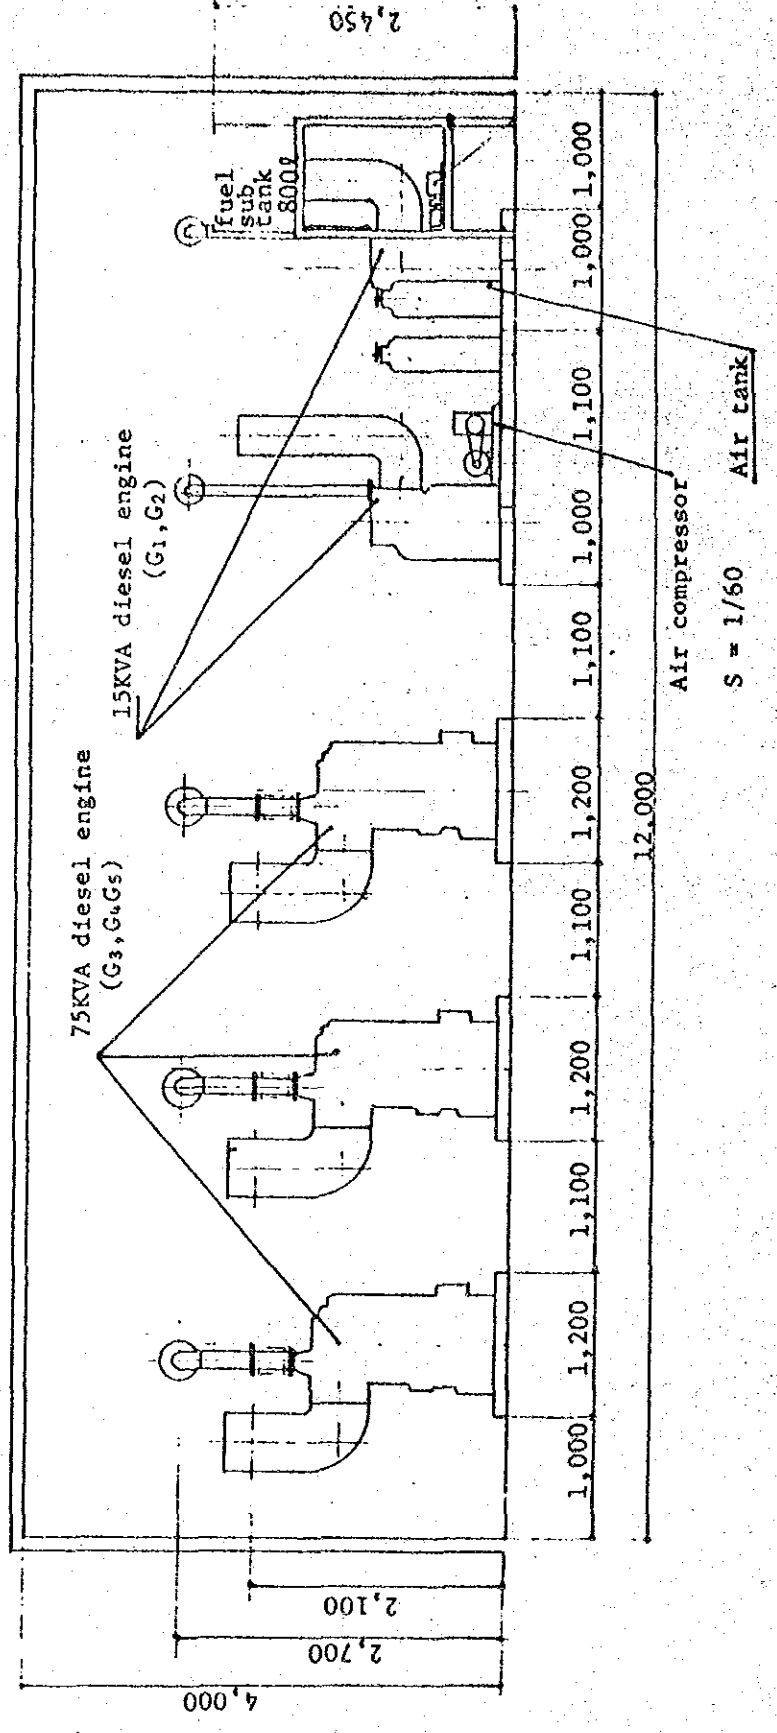 75KVA diesel engine
(G3,G4G5)
15KVA diesel engine
(G1,G2)
fuel
sub
tank
800ℓ
2,450
4,000
2,700
2,100
1,000
1,200
1,100
1,200
1,100
1,200
1,100
1,000
1,100
1,000
1,000
12,000
Air compressor
Air tank
S = 1/60